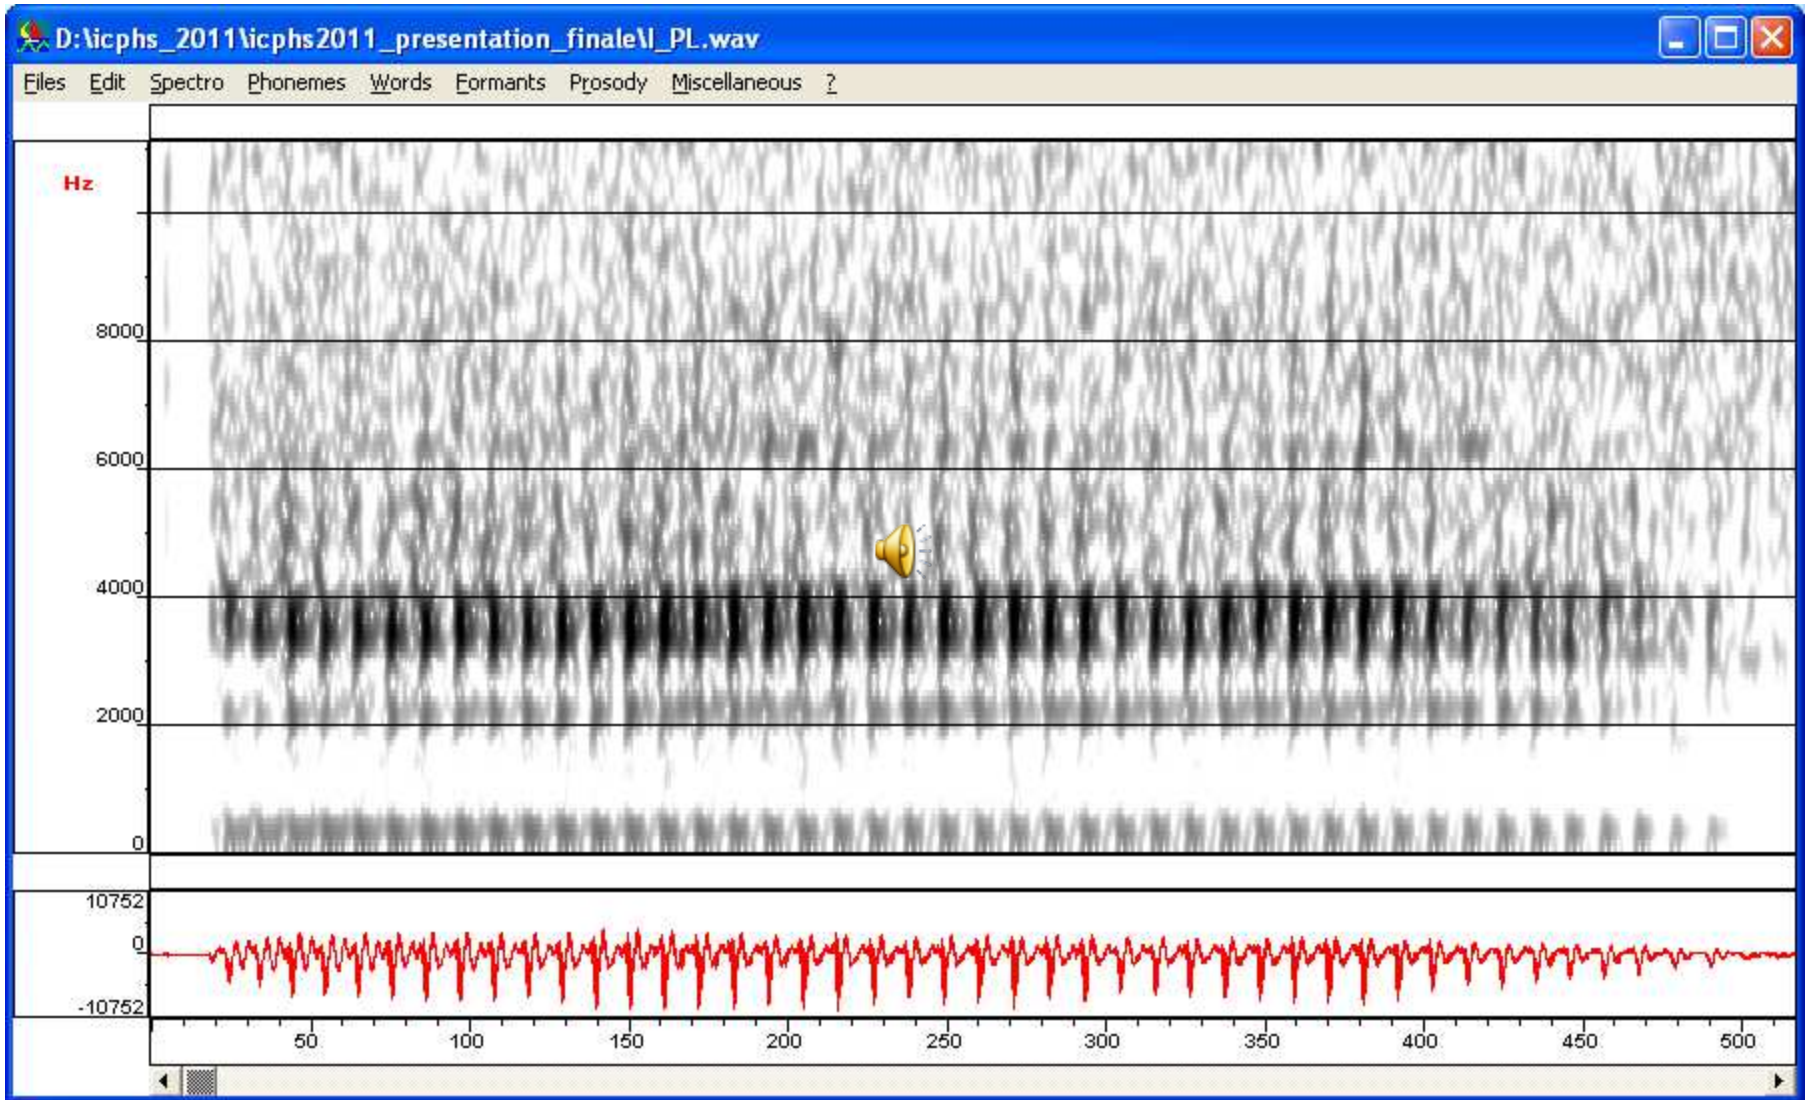 D:\icphs_2011\icphs2011_presentation_finale\I_PL.wav
Files Edit Spectro Phonemes Words Formants Prosody Miscellaneous ?
Hz
8000
6000
4000
2000
0
10752
0
-10752
50 100 150 200 250 300 350 400 450 500